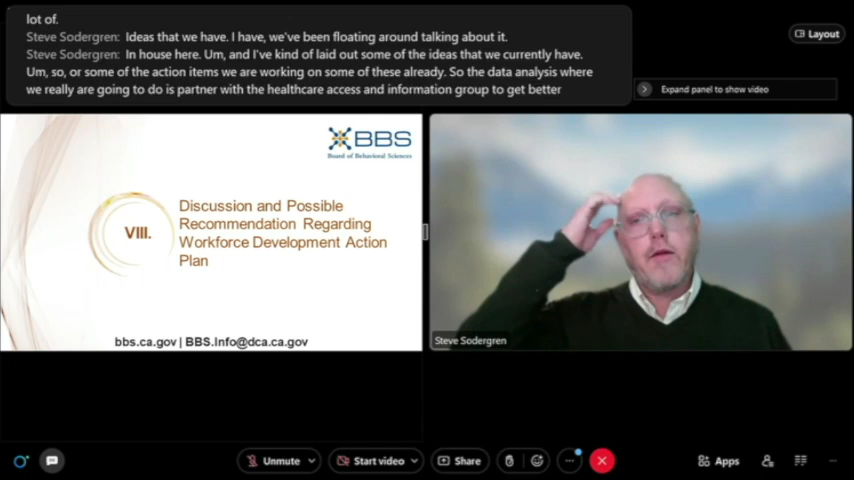 lot of.
Steve Sodergren: Ideas that we have. I have, we've been floating around talking about it.
Steve Sodergren: In house here. Um, and I've kind of laid out some of the ideas that we currently have.
Um, so, or some of the action items we are working on some of these already. So the data analysis where
we really are going to do is partner with the healthcare access and information group to get better
Layout
Expand panel to show video
BBS
Board of Behavioral Sciences
VIII.
Discussion and Possible
Recommendation Regarding
Workforce Development Action
Plan
bbs.ca.gov | BBS.Info@dca.ca.gov
Steve Sodergren
Unmute
Start video
Share
Apps